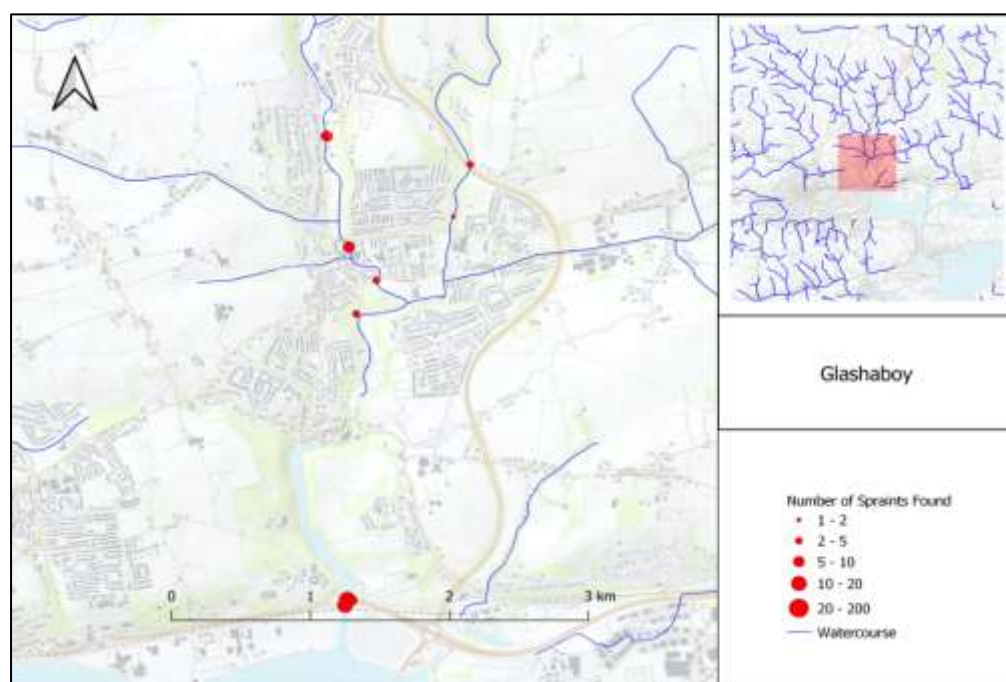 Glashaboy
Number of Spraints Found
1 - 2
2 - 5
5 - 10
10 - 20
20 - 200
Watercourse
0 1 2 3 km